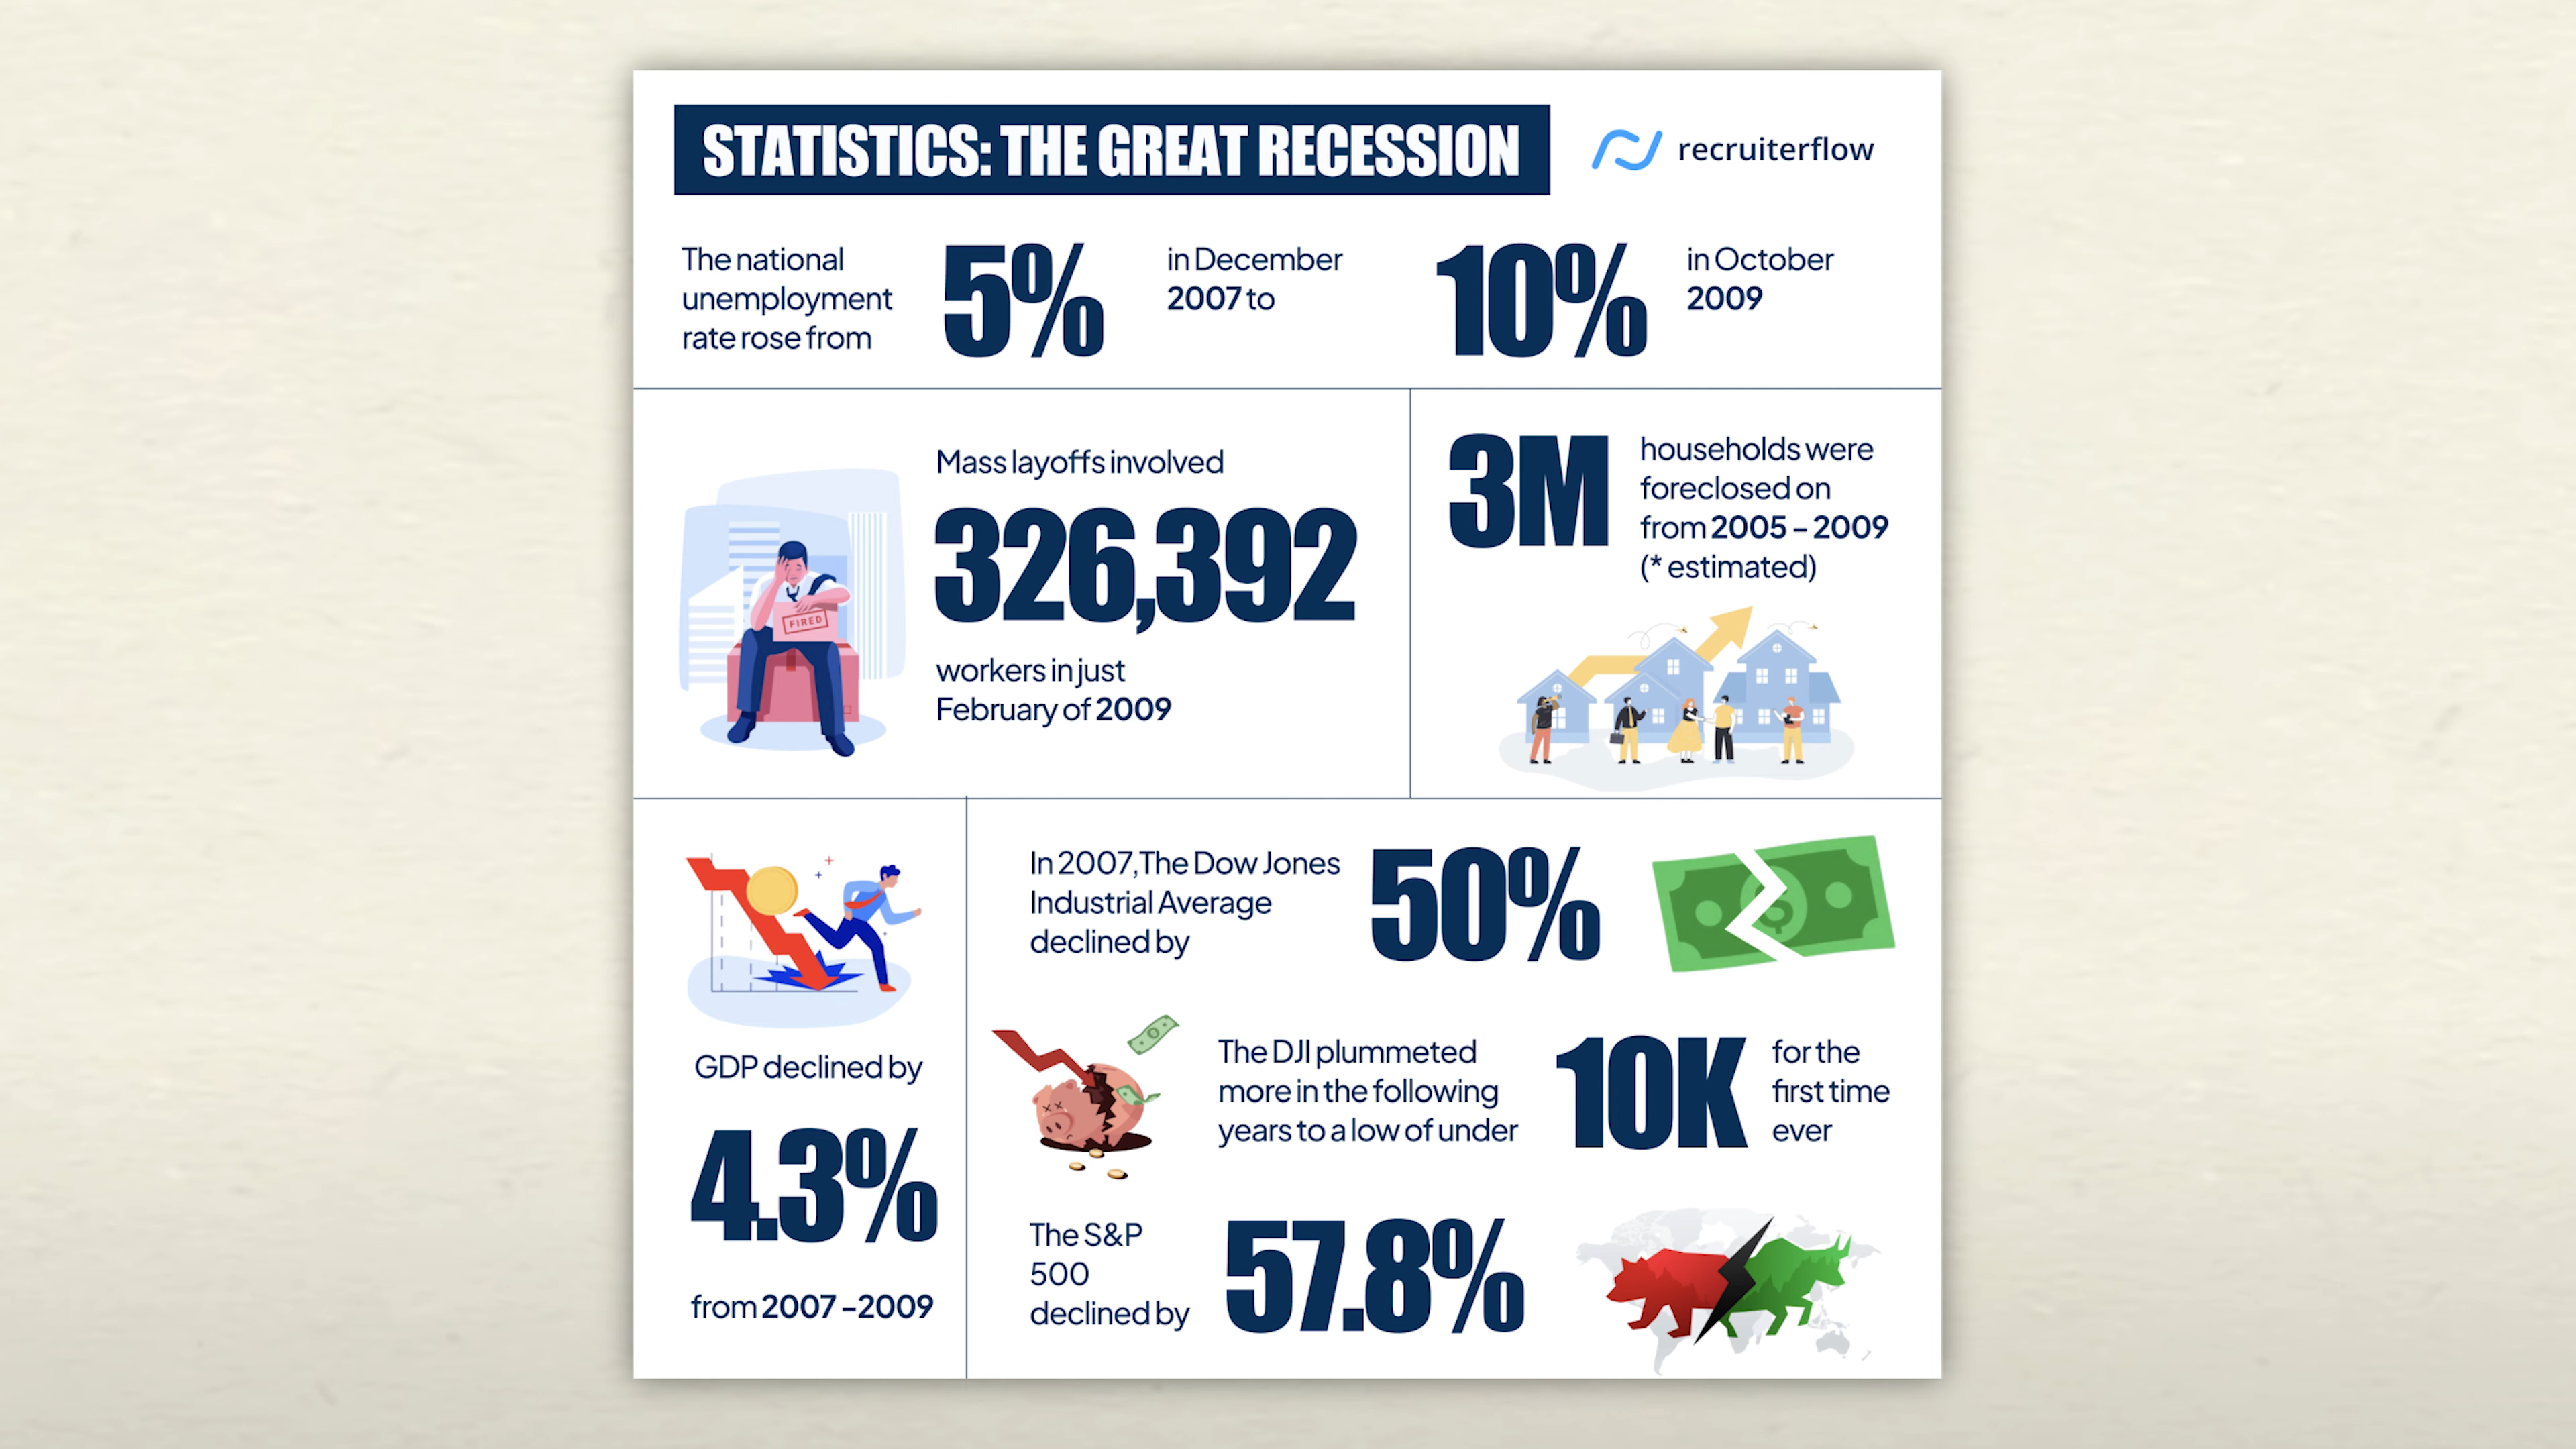 STATISTICS: THE GREAT RECESSION
recruiterflow
The national
unemployment
rate rose from
5%
in December
2007 to
10%
in October
2009
Mass layoffs involved
326,392
workers in just
February of 2009
FIRED
3M
households were
foreclosed on
from 2005 – 2009
(* estimated)
GDP declined by
4.3%
from 2007 –2009
In 2007, The Dow Jones
Industrial Average
declined by
50%
The DJI plummeted
more in the following
years to a low of under
10K
for the
first time
ever
The S&P
500
declined by
57.8%